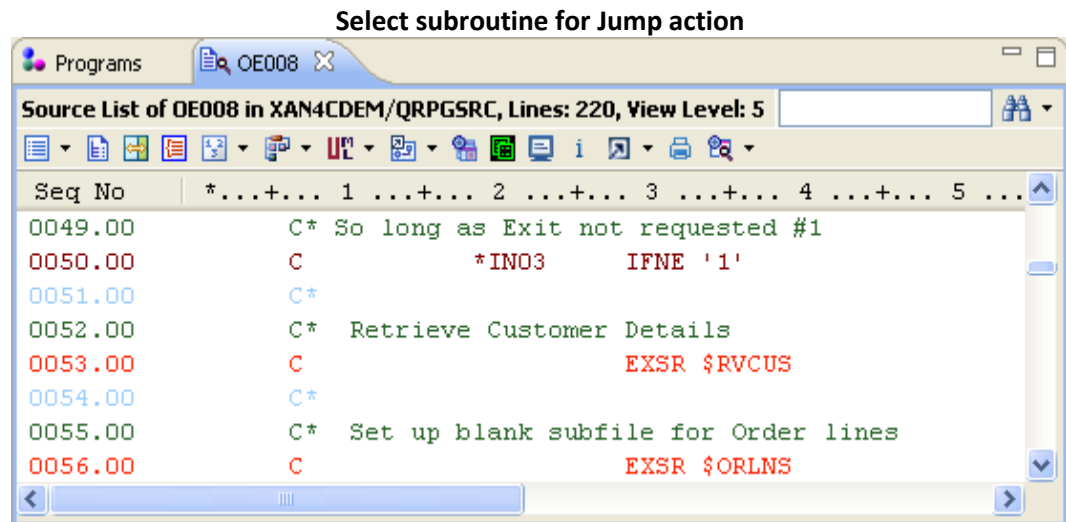 Select subroutine for Jump action
Programs OE008
Source List of OE008 in XAN4CDEM/QRPGSRC, Lines: 220, View Level: 5
Seq No *...+... 1 ...+... 2 ...+... 3 ...+... 4 ...+... 5 ...
0049.00 C* So long as Exit not requested #1
0050.00 C *IN03 IFNE '1'
0051.00 C*
0052.00 C* Retrieve Customer Details
0053.00 C EXSR $RVCUS
0054.00 C*
0055.00 C* Set up blank subfile for Order lines
0056.00 C EXSR $ORLNS